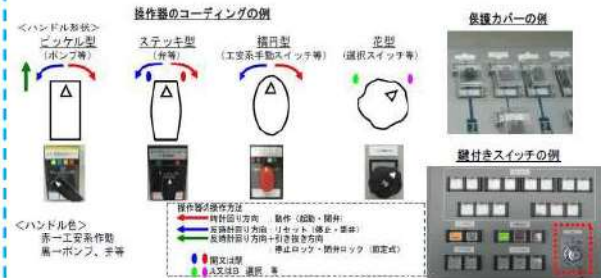 操作器のコーディングの例
<ハンドル形状>
ピッケル型
(ポンプ等)
ステッキ型
(弁等)
楕円型
(工安系手動スイッチ等)
花型
(選択スイッチ等)
<ハンドル色>
赤ー工安系作動
黒ーポンプ、弁等
操作器の操作方法
時計回り方向 :動作(起動・開弁)
反時計回り方向:リセット(停止・閉弁)
反時計回り方向+引き抜き方向
:停止ロック・閉弁ロック(固定式)
開又は閉
A又はB 選択 等
保護カバーの例
鍵付きスイッチの例